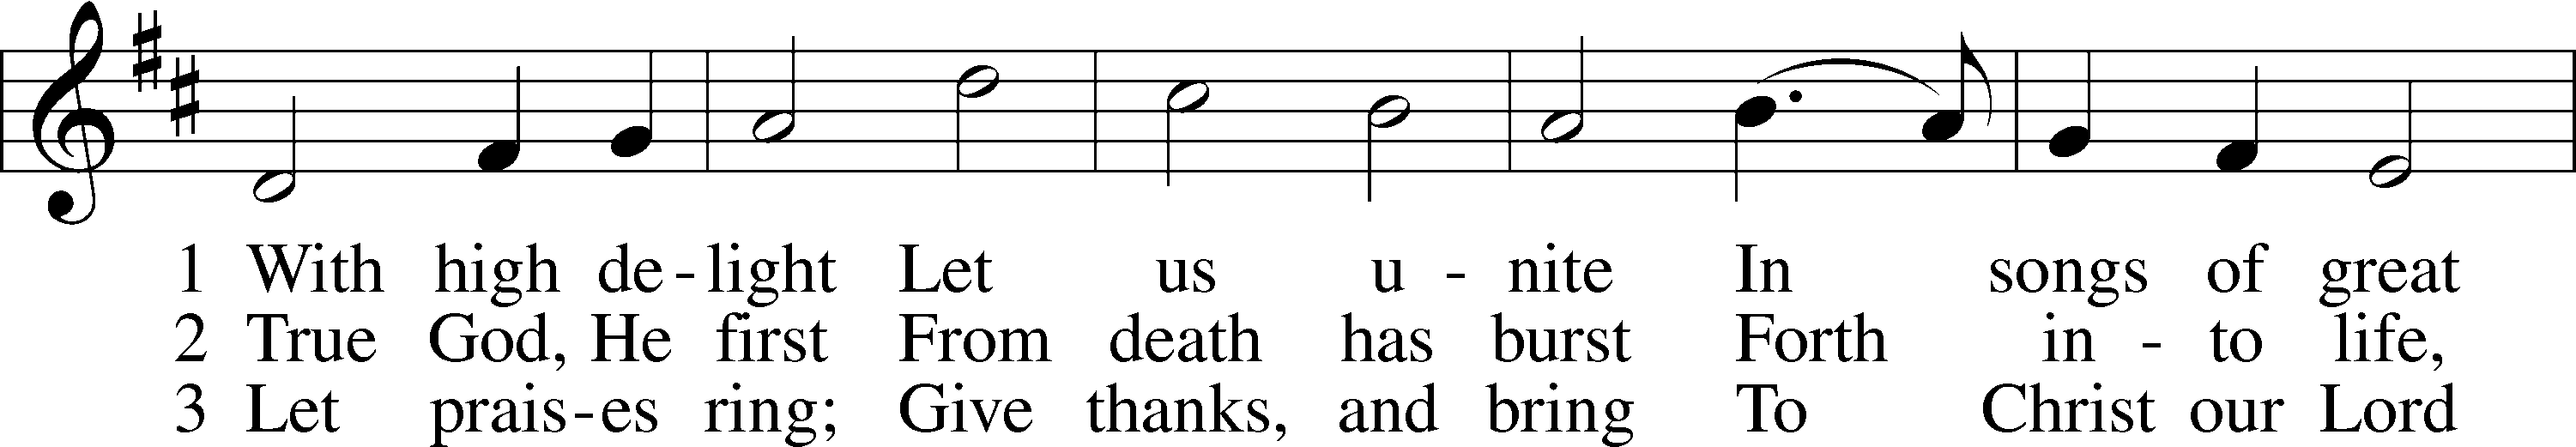 1 With high de - light Let us u - nite In songs of great
2 True God, He first From death has burst Forth in - to life,
3 Let prais - es ring; Give thanks, and bring To Christ our Lord